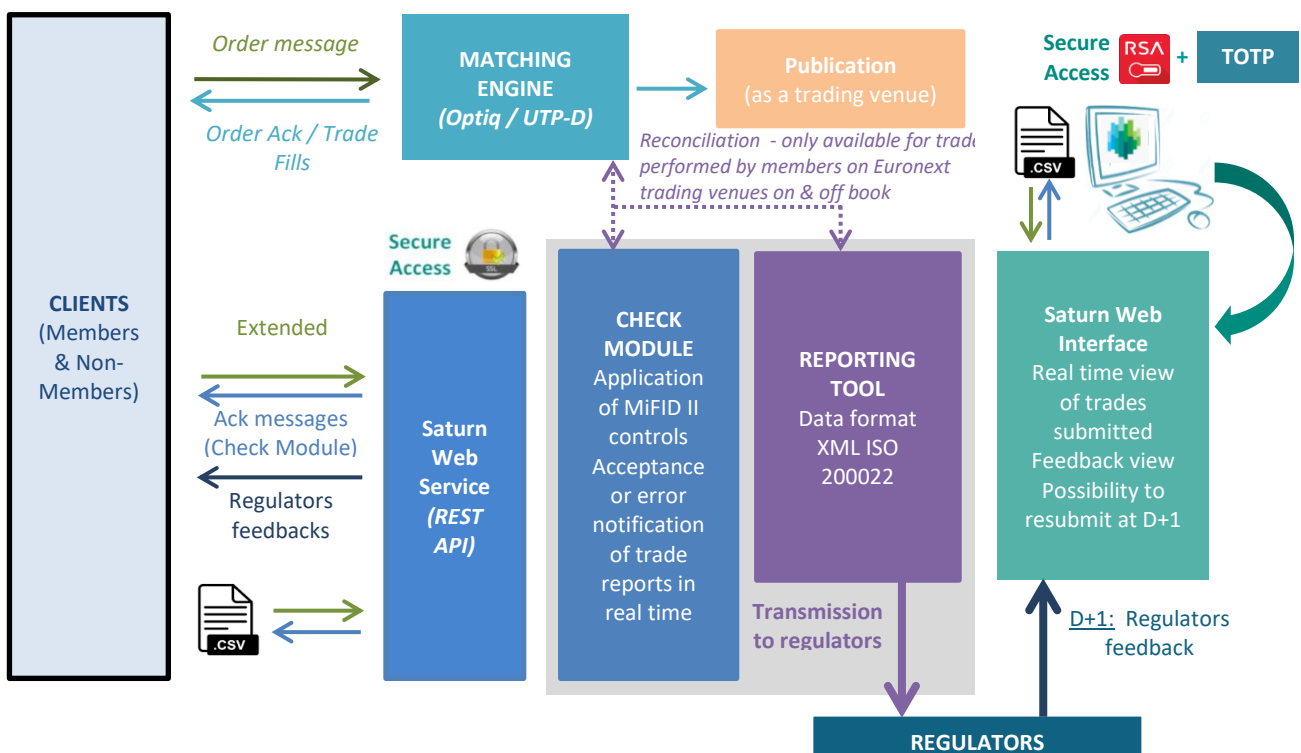 Order message
Order Ack / Trade
Fills
MATCHING
ENGINE
(Optiq / UTP-D)
Publication
(as a trading venue)
Secure
Access
RSA
+
TOTP
Reconciliation - only available for trade
performed by members on Euronext
trading venues on & off book
.CSV
Secure
Access
SSL
CLIENTS
(Members
& Non-
Members)
Extended
Ack messages
(Check Module)
Regulators
feedbacks
.CSV
Saturn
Web
Service
(REST
API)
CHECK
MODULE
Application
of MiFID II
controls
Acceptance
or error
notification
of trade
reports in
real time
REPORTING
TOOL
Data format
XML ISO
200022
Transmission
to regulators
Saturn Web
Interface
Real time view
of trades
submitted
Feedback view
Possibility to
resubmit at D+1
D+1: Regulators
feedback
REGULATORS